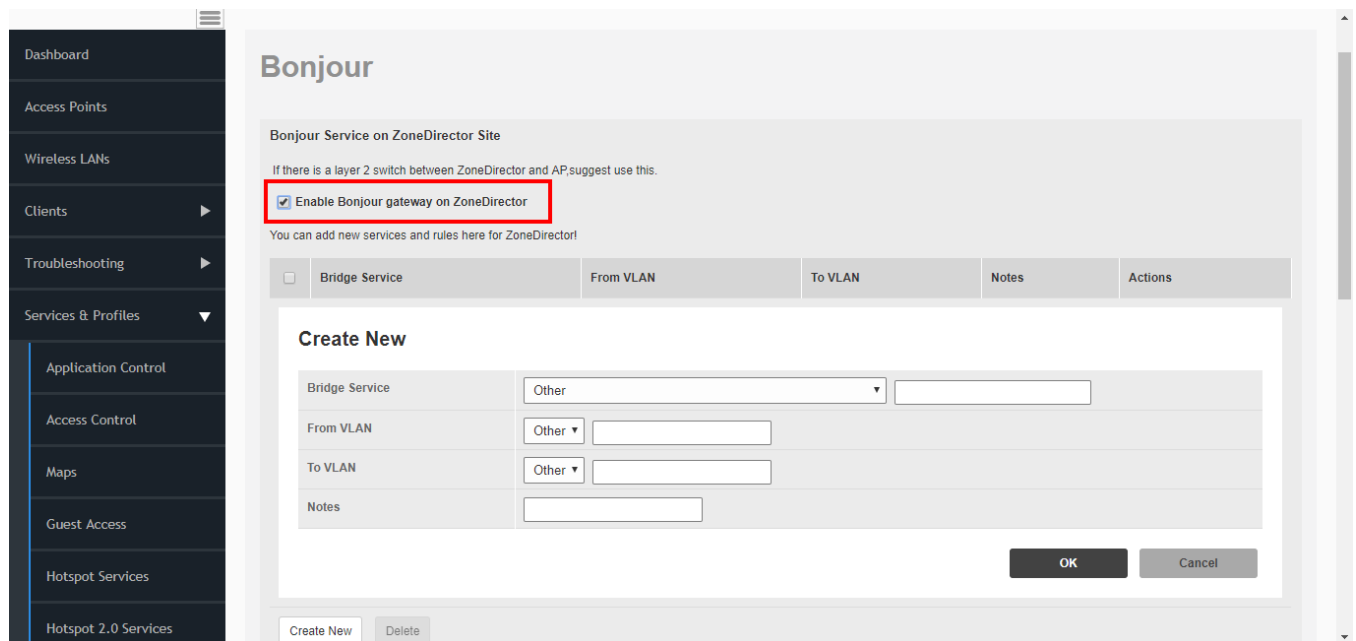 Dashboard
Access Points
Wireless LANs
Clients
Troubleshooting
Services & Profiles
Application Control
Access Control
Maps
Guest Access
Hotspot Services
Hotspot 2.0 Services
Bonjour
Bonjour Service on ZoneDirector Site
If there is a layer 2 switch between ZoneDirector and AP,suggest use this.
Enable Bonjour gateway on ZoneDirector
You can add new services and rules here for ZoneDirector!
Bridge Service From VLAN To VLAN Notes Actions
Create New
Bridge Service Other
From VLAN Other
To VLAN Other
Notes
OK Cancel
Create New Delete